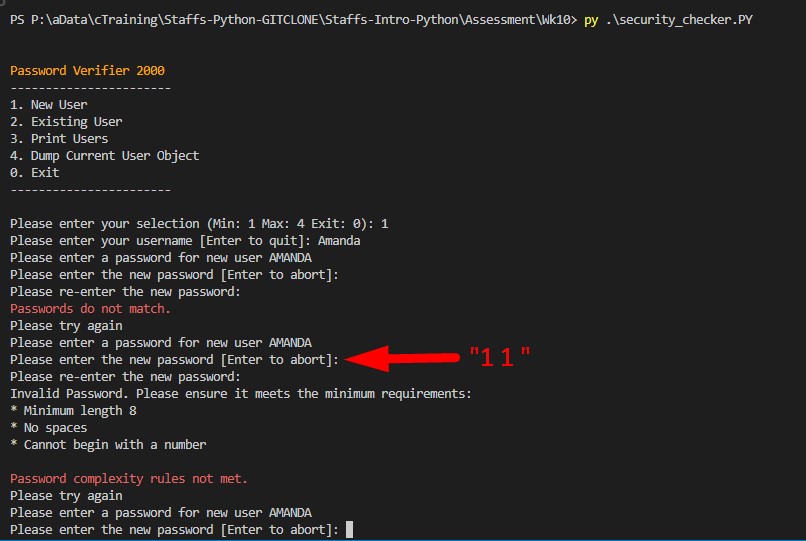 PS P:\aData\cTraining\Staffs-Python-GITCLONE\Staffs-Intro-Python\Assessment\Wk10> py .\security_checker.PY
Password Verifier 2000
-----------------------
1. New User
2. Existing User
3. Print Users
4. Dump Current User Object
0. Exit
-----------------------
Please enter your selection (Min: 1 Max: 4 Exit: 0): 1
Please enter your username [Enter to quit]: Amanda
Please enter a password for new user AMANDA
Please enter the new password [Enter to abort]:
Please re-enter the new password:
Passwords do not match.
Please try again
Please enter a password for new user AMANDA
Please enter the new password [Enter to abort]: "1 1 "
Please re-enter the new password:
Invalid Password. Please ensure it meets the minimum requirements:
* Minimum length 8
* No spaces
* Cannot begin with a number
Password complexity rules not met.
Please try again
Please enter a password for new user AMANDA
Please enter the new password [Enter to abort]: